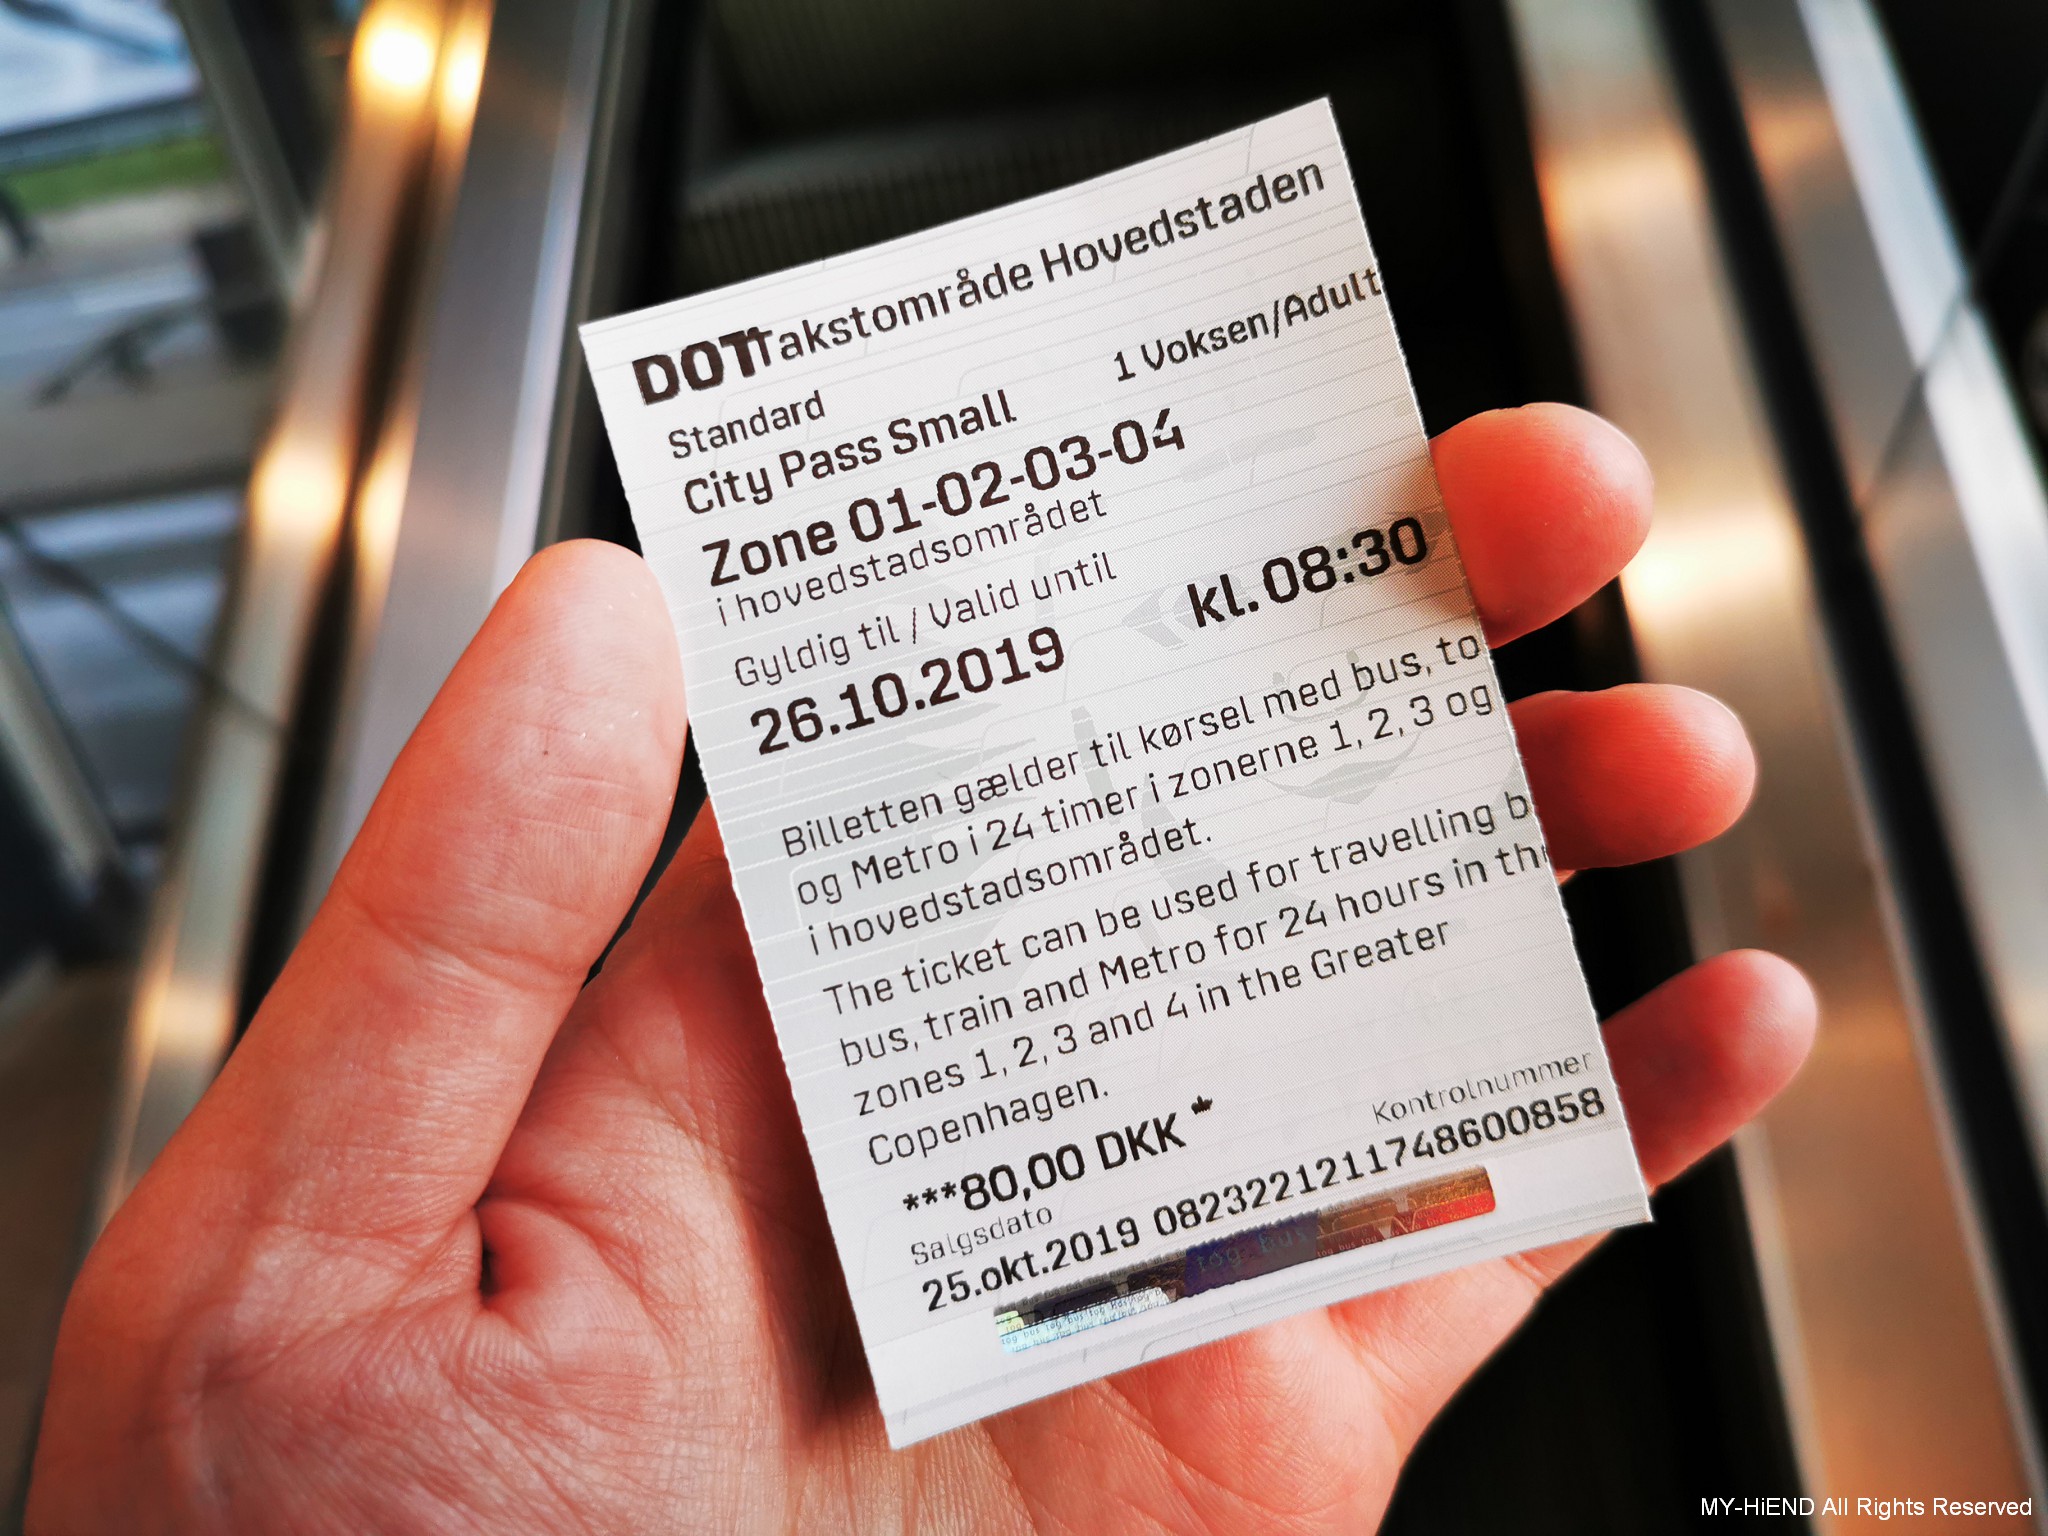 DOT Takstområde Hovedstaden
Standard 1 Voksen/Adult
City Pass Small
Zone 01-02-03-04
i hovedstadsområdet
Gyldig til / Valid until
26.10.2019 kl. 08:30
Billetten gælder til kørsel med bus, to
og Metro i 24 timer i zonerne 1, 2, 3 og
i hovedstadsområdet.
The ticket can be used for travelling b
bus, train and Metro for 24 hours in th
zones 1, 2, 3 and 4 in the Greater
Copenhagen.
***80,00 DKK
Salgsdato Kontrolnummer
25.okt.2019 0823221211748600858
tog bus
MY-HiEND All Rights Reserved